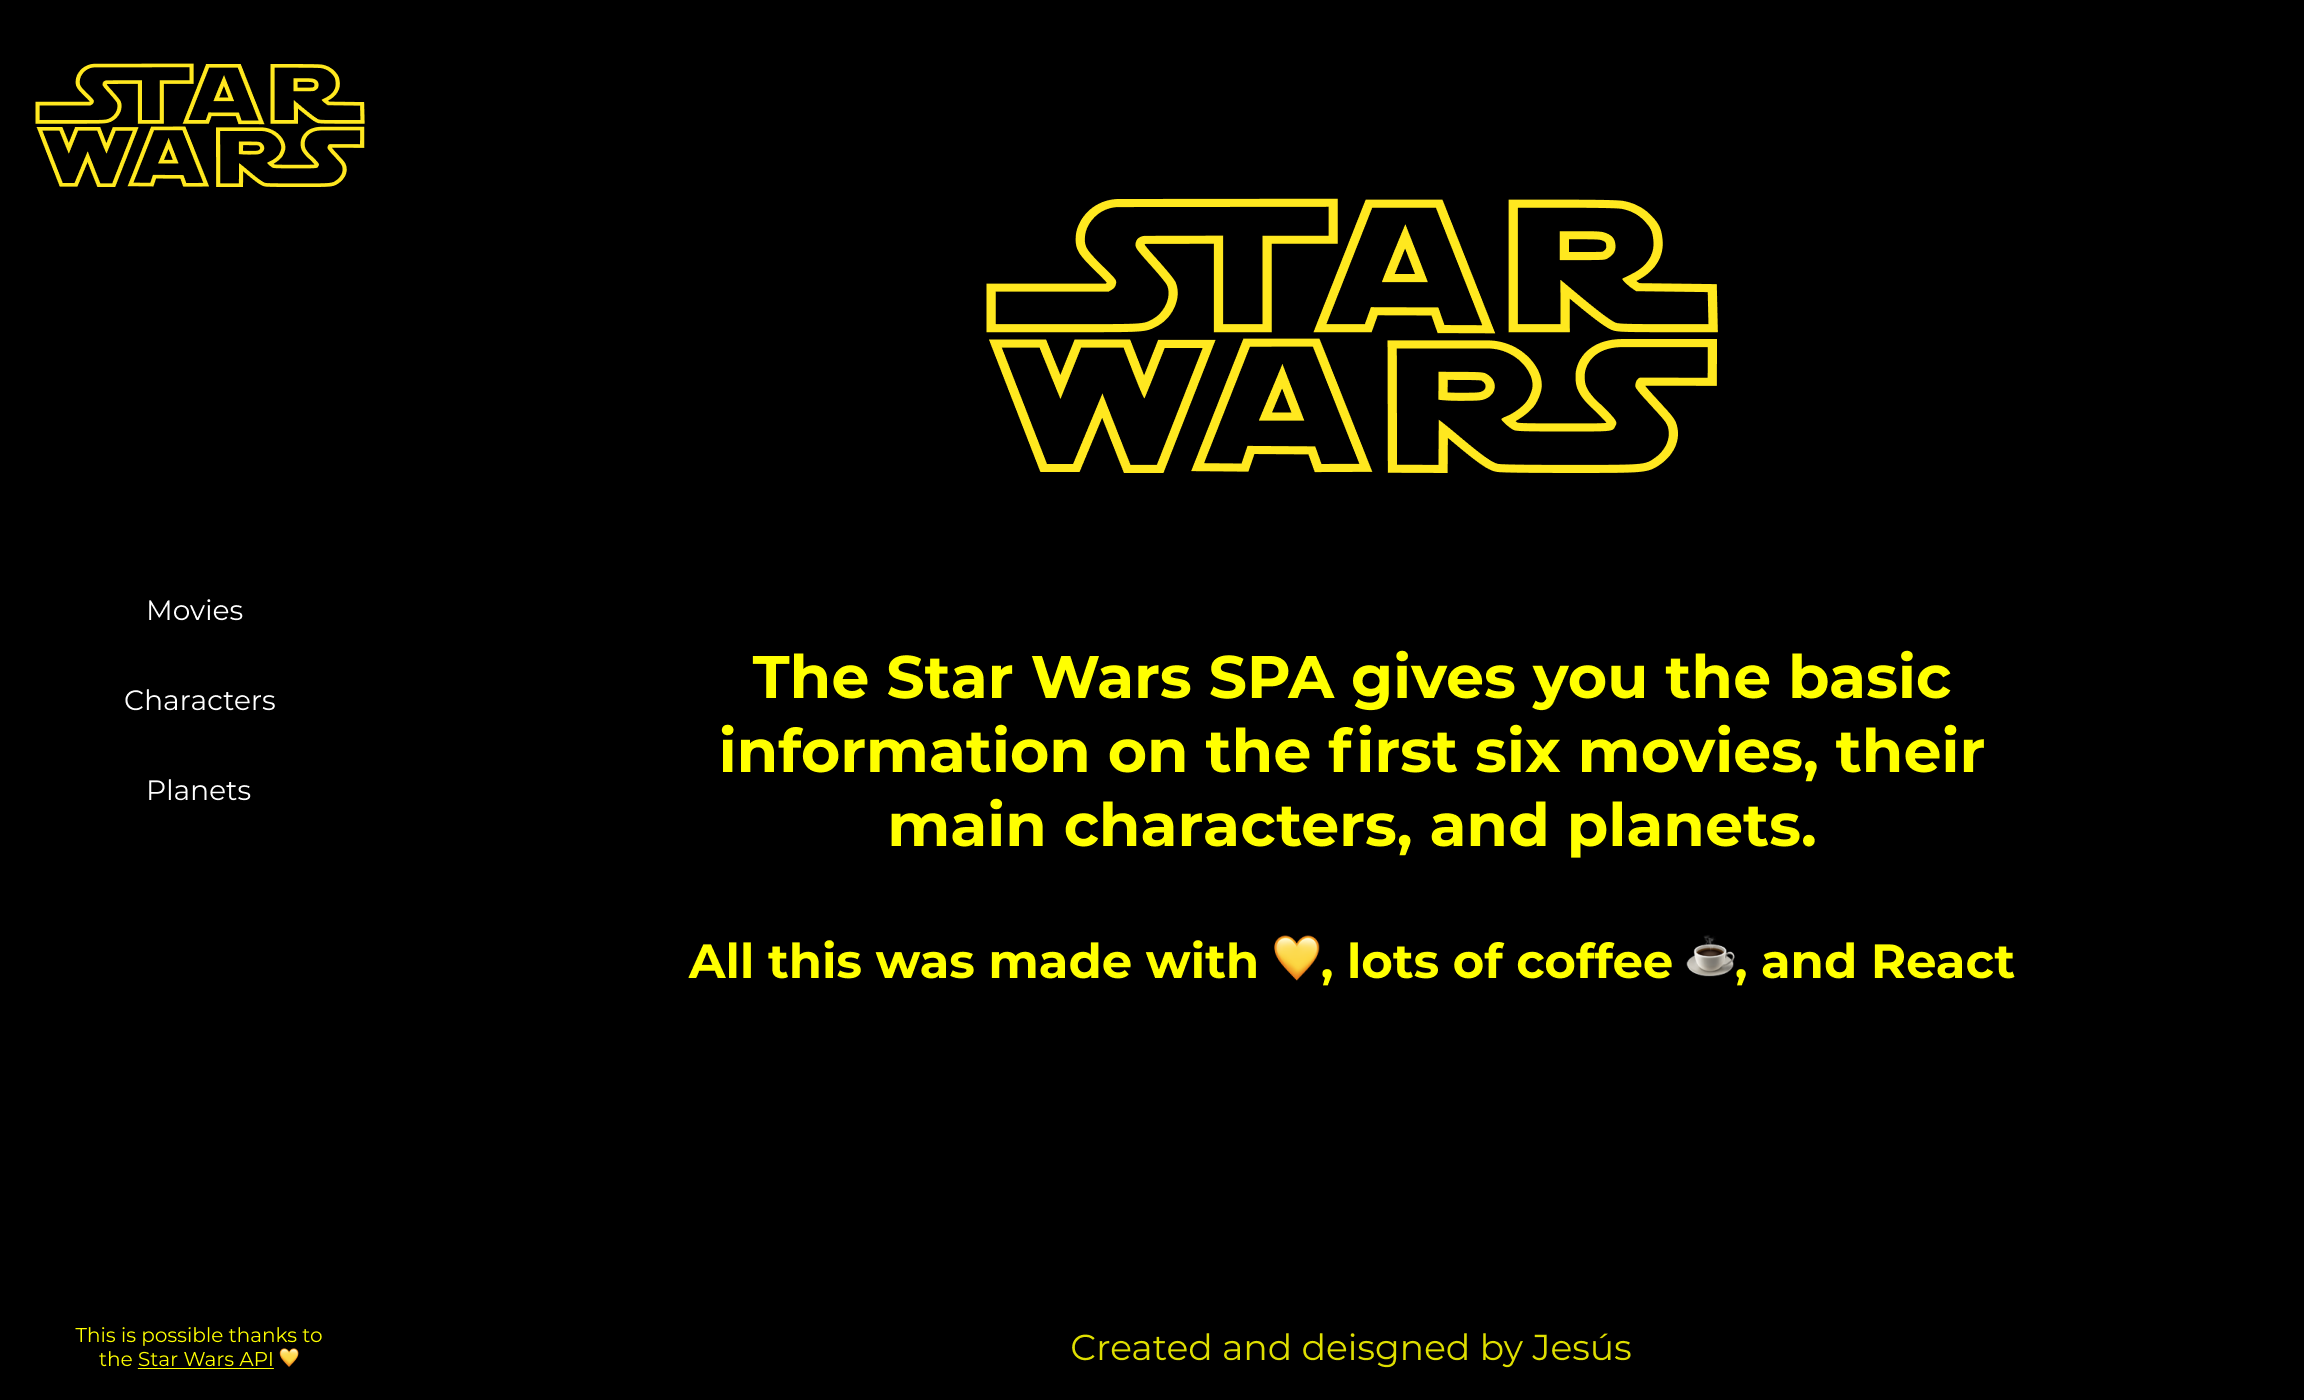 STAR
WARS
Movies
Characters
Planets
This is possible thanks to
the Star Wars API 💛
STAR
WARS
The Star Wars SPA gives you the basic
information on the first six movies, their
main characters, and planets.
All this was made with 💛, lots of coffee ☕, and React
Created and deisgned by Jesús